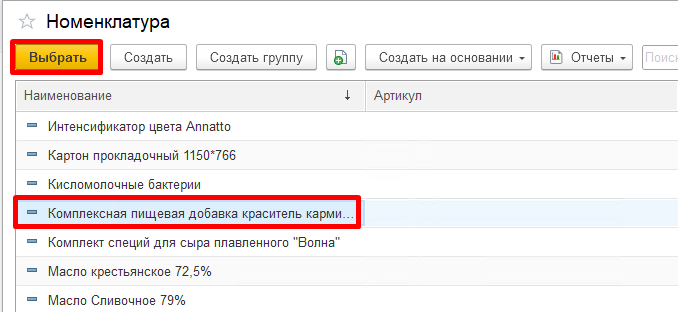 Номенклатура
Выбрать Создать Создать группу Создать на основании Отчеты Поиск
Наименование ↓ Артикул
Интенсификатор цвета Annatto
Картон прокладочный 1150*766
Кисломолочные бактерии
Комплексная пищевая добавка краситель карми...
Комплект специй для сыра плавленного "Волна"
Масло крестьянское 72,5%
Масло Сливочное 79%